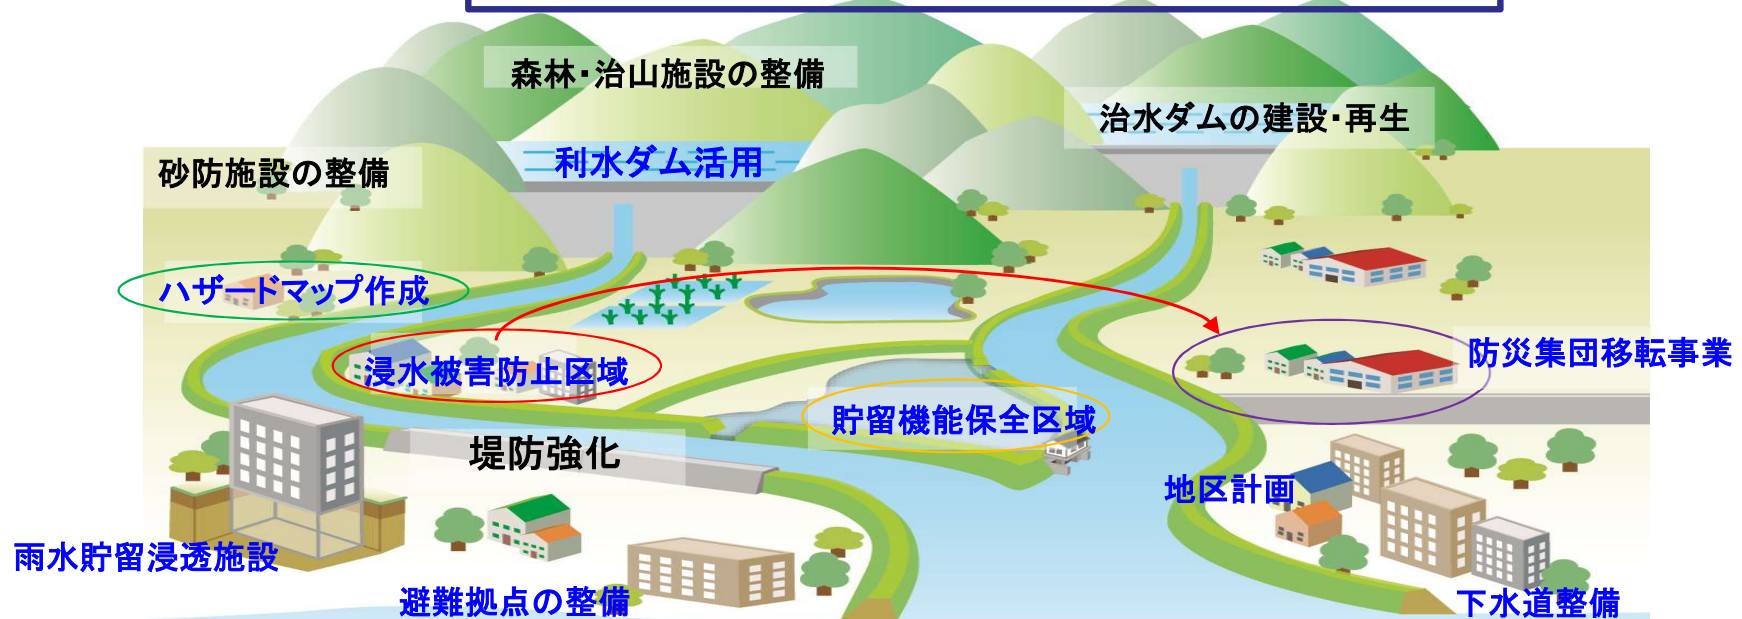 森林・治山施設の整備
治水ダムの建設・再生
砂防施設の整備
利水ダム活用
ハザードマップ作成
浸水被害防止区域
防災集団移転事業
貯留機能保全区域
堤防強化
地区計画
雨水貯留浸透施設
避難拠点の整備
下水道整備